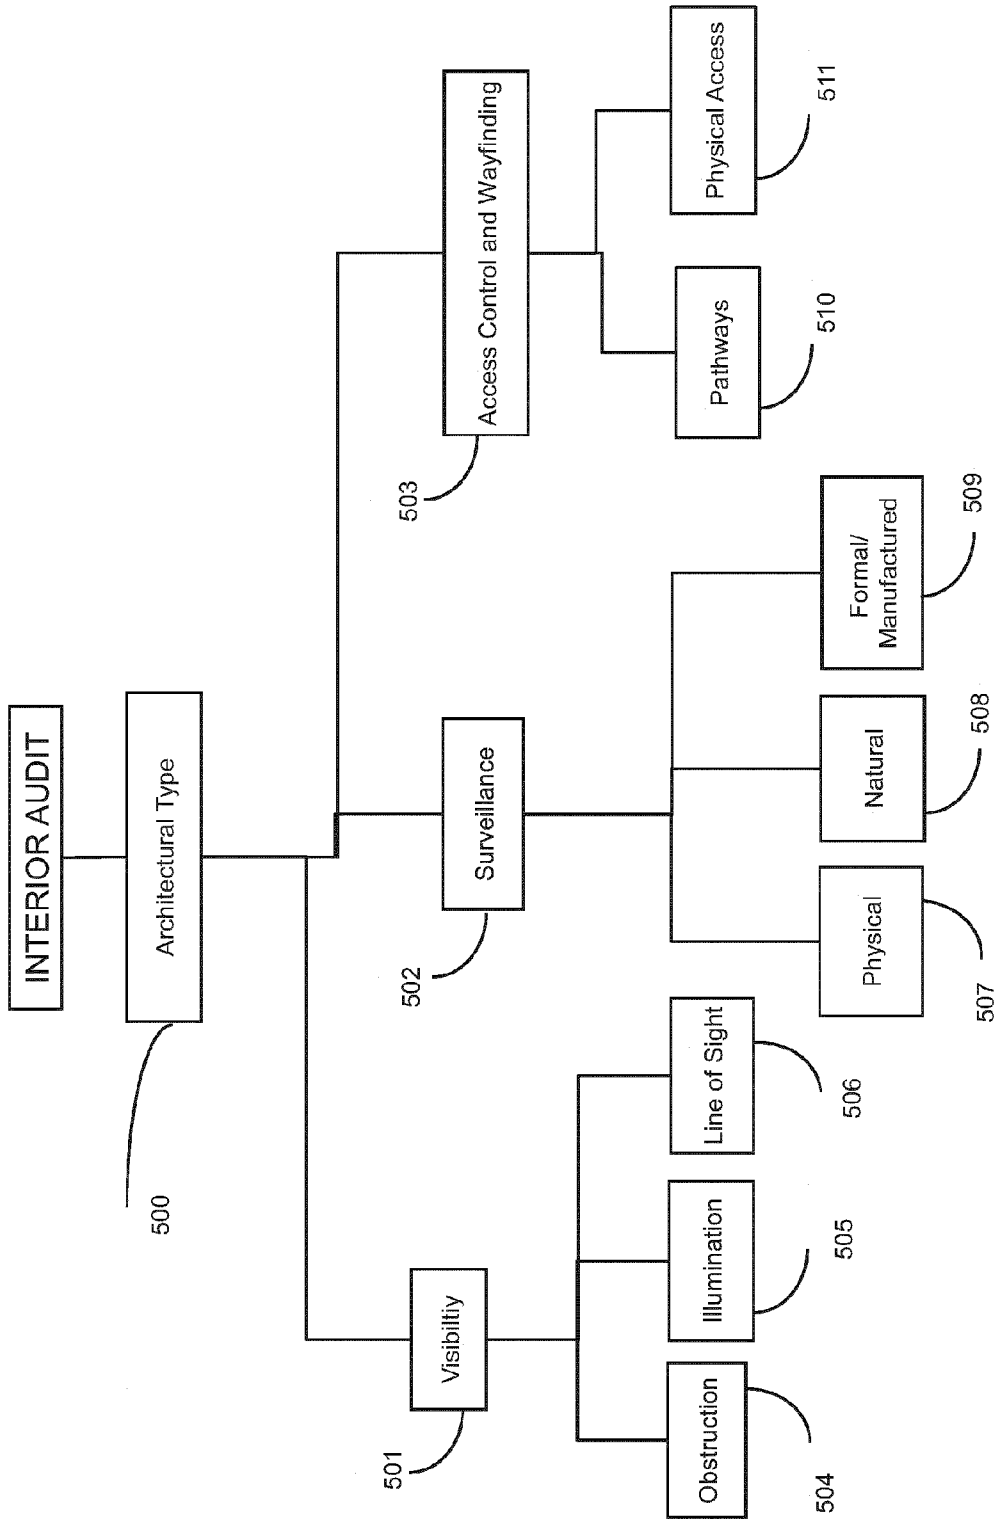 INTERIOR AUDIT
Architectural Type
500
Visibiltiy
501
Surveillance
502
Access Control and Wayfinding
503
Obstruction
504
Illumination
505
Line of Sight
506
Physical
507
Natural
508
Formal/
Manufactured
509
Pathways
510
Physical Access
511